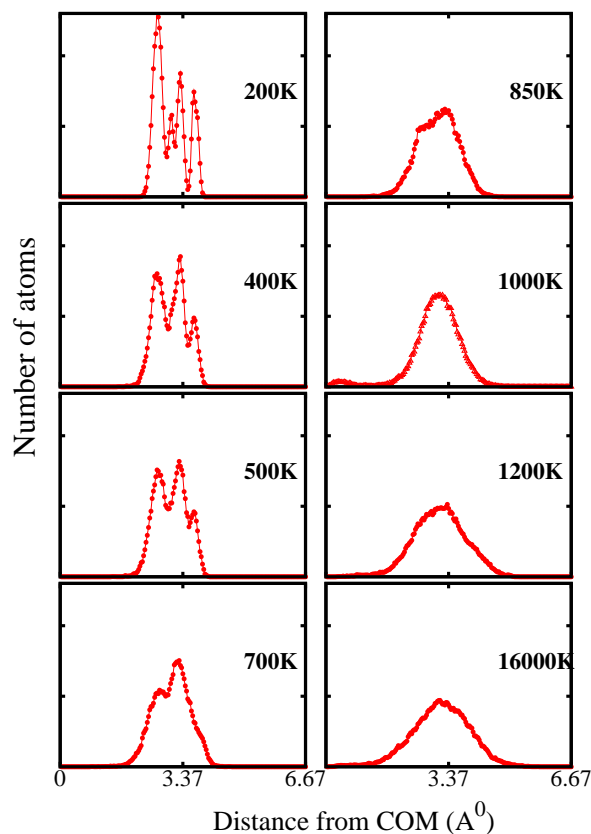 200K
850K
400K
1000K
500K
1200K
700K
16000K
Number of atoms
0
3.37
6.67
3.37
6.67
Distance from COM (A⁰)